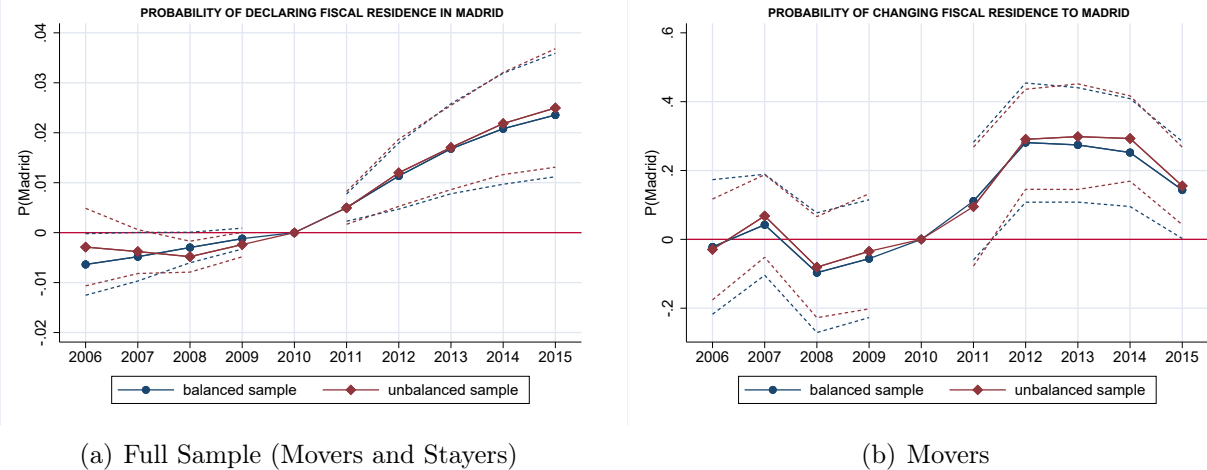 PROBABILITY OF DECLARING FISCAL RESIDENCE IN MADRID
P(Madrid)
.04
.03
.02
.01
0
-.01
-.02
2006 2007 2008 2009 2010 2011 2012 2013 2014 2015
balanced sample unbalanced sample
(a) Full Sample (Movers and Stayers)
PROBABILITY OF CHANGING FISCAL RESIDENCE TO MADRID
P(Madrid)
.6
.4
.2
0
-.2
2006 2007 2008 2009 2010 2011 2012 2013 2014 2015
balanced sample unbalanced sample
(b) Movers